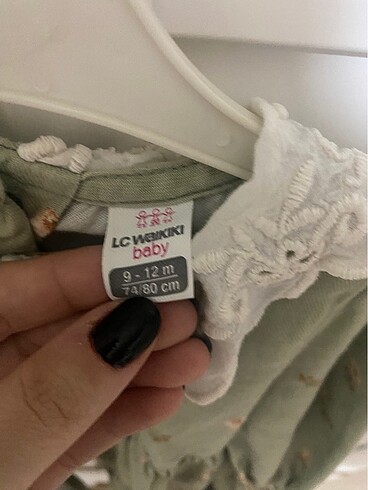 LC WAIKIKI
baby
9 - 12 m
74/80 cm